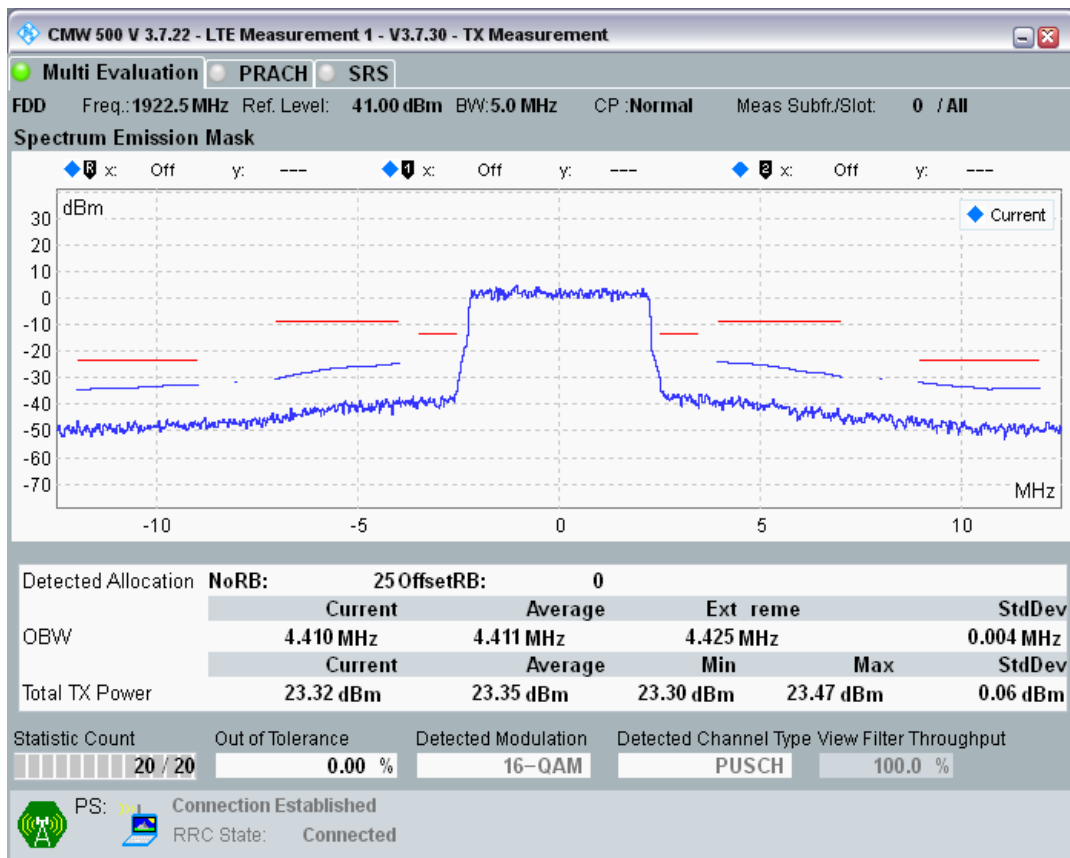 CMW 500 V 3.7.22 - LTE Measurement 1 - V3.7.30 - TX Measurement
Multi Evaluation PRACH SRS
FDD Freq.: 1922.5 MHz Ref. Level: 41.00 dBm BW: 5.0 MHz CP : Normal Meas Subfr./Slot: 0 / All
Spectrum Emission Mask
R x: Off y: --- 1 x: Off y: --- 2 x: Off y: ---
dBm
Current
30
20
10
0
-10
-20
-30
-40
-50
-60
-70
MHz
-10 -5 0 5 10
Detected Allocation NoRB: 25 OffsetRB: 0
Current Average Ext reme StdDev
OBW 4.410 MHz 4.411 MHz 4.425 MHz 0.004 MHz
Current Average Min Max StdDev
Total TX Power 23.32 dBm 23.35 dBm 23.30 dBm 23.47 dBm 0.06 dBm
Statistic Count Out of Tolerance Detected Modulation Detected Channel Type View Filter Throughput
20 / 20 0.00 % 16-QAM PUSCH 100.0 %
PS: Connection Established
RRC State: Connected